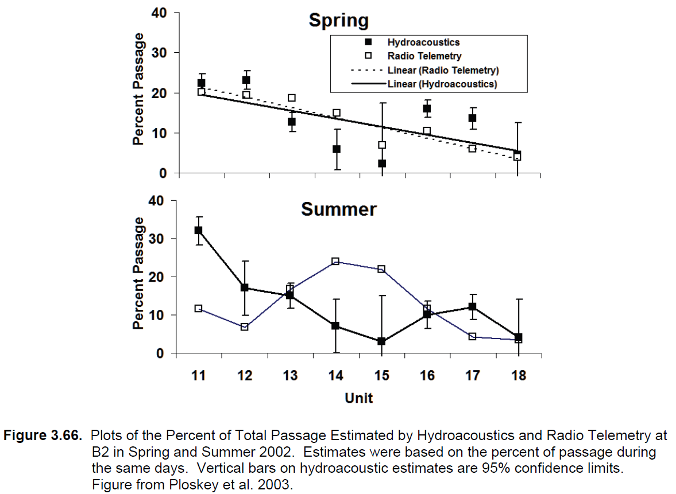 Spring
Hydroacoustics
Radio Telemetry
Linear (Radio Telemetry)
Linear (Hydroacoustics)
Percent Passage
40
30
20
10
0
Summer
Percent Passage
40
30
20
10
0
11 12 13 14 15 16 17 18
Unit
Figure 3.66. Plots of the Percent of Total Passage Estimated by Hydroacoustics and Radio Telemetry at
B2 in Spring and Summer 2002. Estimates were based on the percent of passage during
the same days. Vertical bars on hydroacoustic estimates are 95% confidence limits.
Figure from Ploskey et al. 2003.